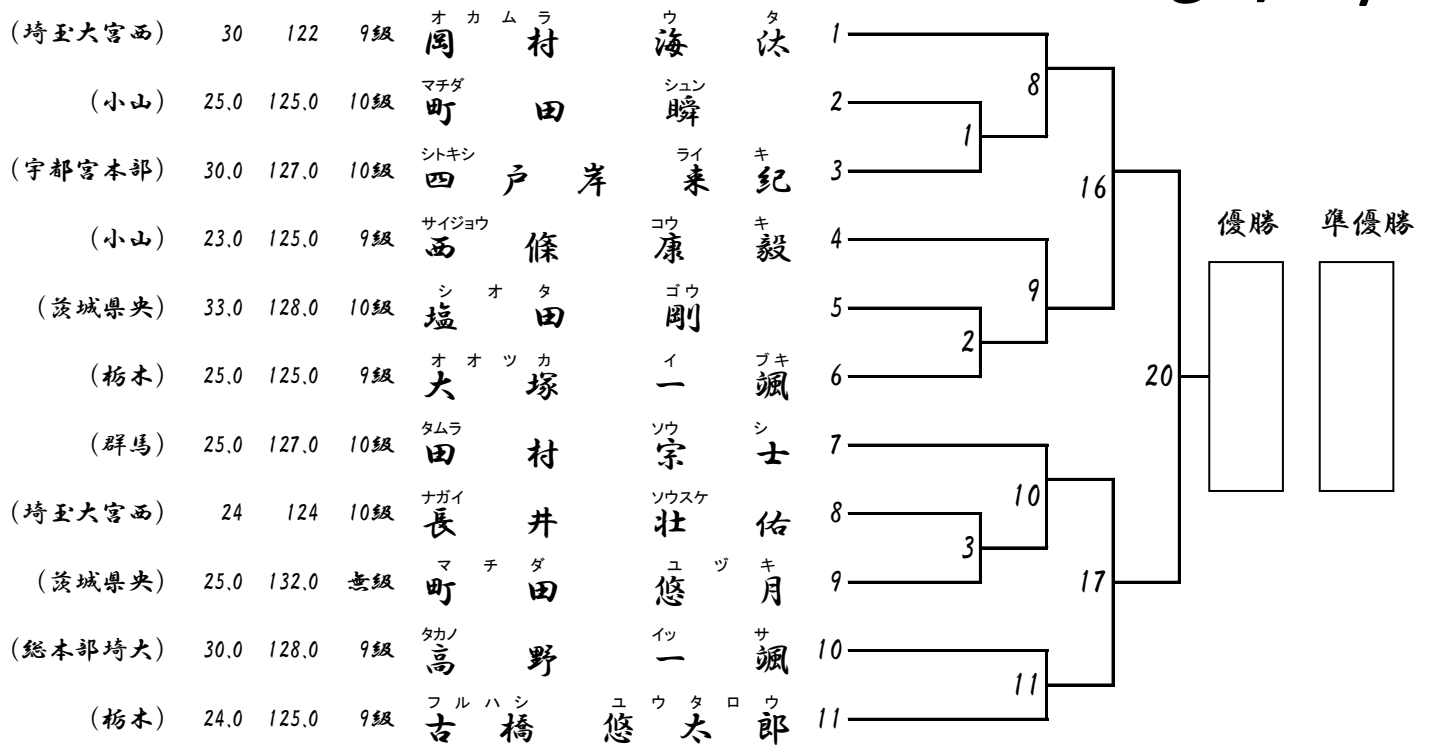 (埼玉大宮西) 30 122 9級 岡村 海汰 オカムラ ウタ 1
(小山) 25.0 125.0 10級 町田 瞬 マチダ シュン 2
(宇都宮本部) 30.0 127.0 10級 四戸岸 来紀 シトキシ ライキ 3
(小山) 23.0 125.0 9級 西條 康毅 サイジョウ コウキ 4
(茨城県央) 33.0 128.0 10級 塩田 剛 シオタ ゴウ 5
(栃木) 25.0 125.0 9級 大塚 一颯 オオツカ イブキ 6
(群馬) 25.0 127.0 10級 田村 宗士 タムラ ソウシ 7
(埼玉大宮西) 24 124 10級 長井 壮佑 ナガイ ソウスケ 8
(茨城県央) 25.0 132.0 無級 町田 悠月 マチダ ユヅキ 9
(総本部埼大) 30.0 128.0 9級 高野 一颯 タカノ イッサ 10
(栃木) 24.0 125.0 9級 古橋 悠太郎 フルハシ ユウタロウ 11
8
1
16
9
2
20
10
3
17
11
優勝 準優勝